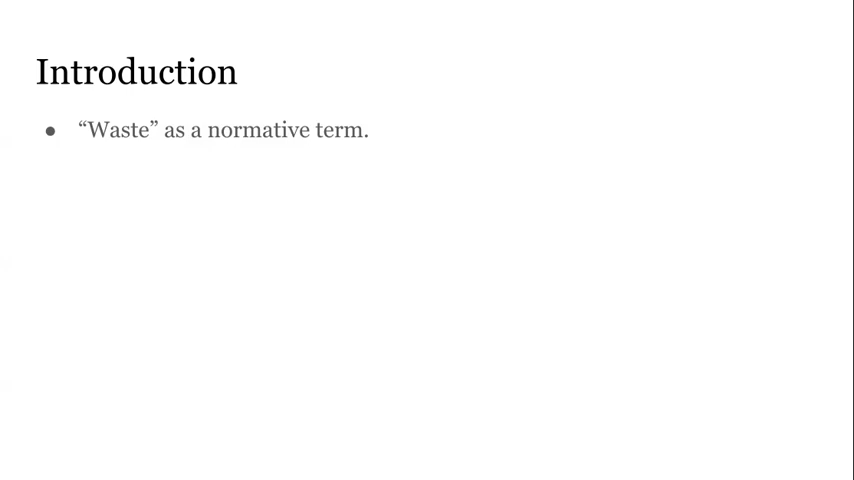 Introduction
● “Waste” as a normative term.